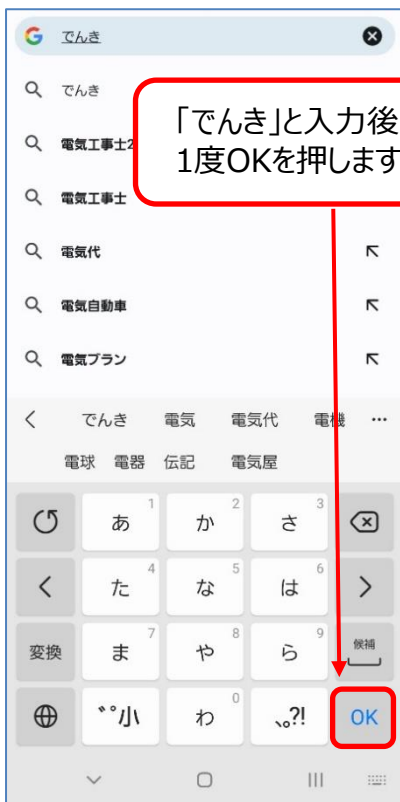 でんき
でんき
「でんき」と入力後
1度OKを押します
電気工事士2
電気工事士
電気代
電気自動車
電気プラン
でんき 電気 電気代 電機 …
電球 電器 伝記 電気屋
あ 1 か 2 さ 3
た 4 な 5 は 6
変換 ま 7 や 8 ら 9 候補
゛゜小 わ 0 、。?! OK